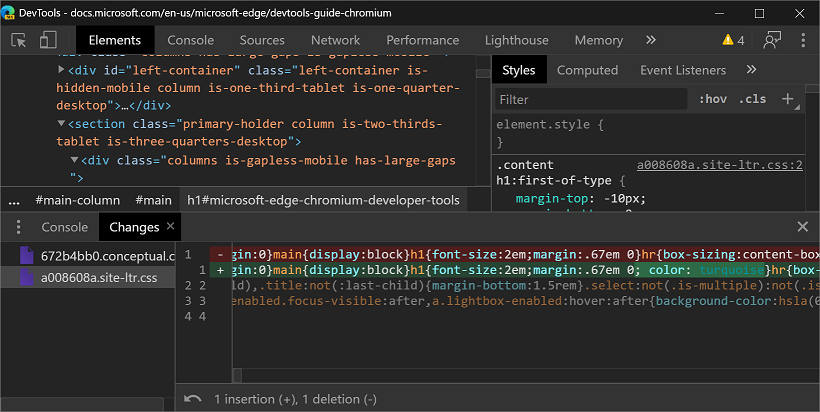 DevTools - docs.microsoft.com/en-us/microsoft-edge/devtools-guide-chromium
Elements Console Sources Network Performance Lighthouse Memory » 4
<div id="left-container" class="left-container is-
hidden-mobile column is-one-third-tablet is-one-quarter-
desktop">…</div>
<section class="primary-holder column is-two-thirds-
tablet is-three-quarters-desktop">
<div class="columns is-gapless-mobile has-large-gaps
">
... #main-column #main h1#microsoft-edge-chromium-developer-tools
Styles Computed Event Listeners »
Filter :hov .cls +
element.style {
}
.content a008608a.site-ltr.css:2
h1:first-of-type {
margin-top: -10px;
Console Changes ×
672b4bb0.conceptual.c
a008608a.site-ltr.css
1 - gin:0}main{display:block}h1{font-size:2em;margin:.67em 0}hr{box-sizing:content-box
1 + gin:0}main{display:block}h1{font-size:2em;margin:.67em 0; color: turquoise}hr{box-
2 2 ld),.title:not(:last-child){margin-bottom:1.5rem}.select:not(.is-multiple):not(.is
3 3 enabled.focus-visible:after,a.lightbox-enabled:hover:after{background-color:hsla(0
4 4
1 insertion (+), 1 deletion (-)